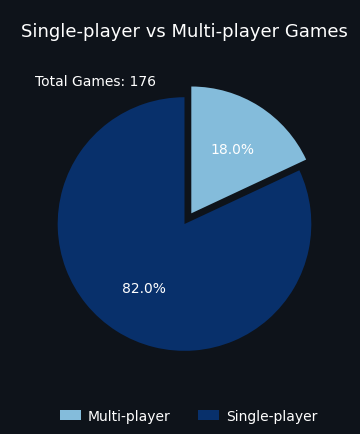 Single-player vs Multi-player Games
Total Games: 176
18.0%
82.0%
Multi-player
Single-player